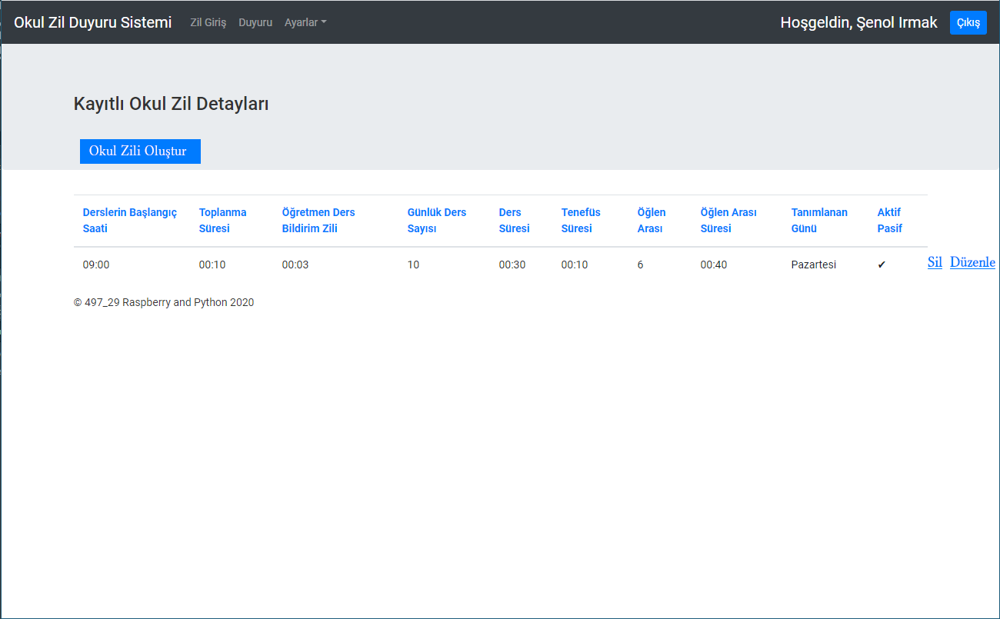 Okul Zil Duyuru Sistemi Zil Giriş Duyuru Ayarlar Hoşgeldin, Şenol Irmak Çıkış
Kayıtlı Okul Zil Detayları
Okul Zili Oluştur
Derslerin Başlangıç Toplanma Öğretmen Ders Günlük Ders Ders Tenefüs Öğlen Öğlen Arası Tanımlanan Aktif
Saati Süresi Bildirim Zili Sayısı Süresi Süresi Arası Süresi Günü Pasif
09:00 00:10 00:03 10 00:30 00:10 6 00:40 Pazartesi ✔ Sil Düzenle
© 497_29 Raspberry and Python 2020